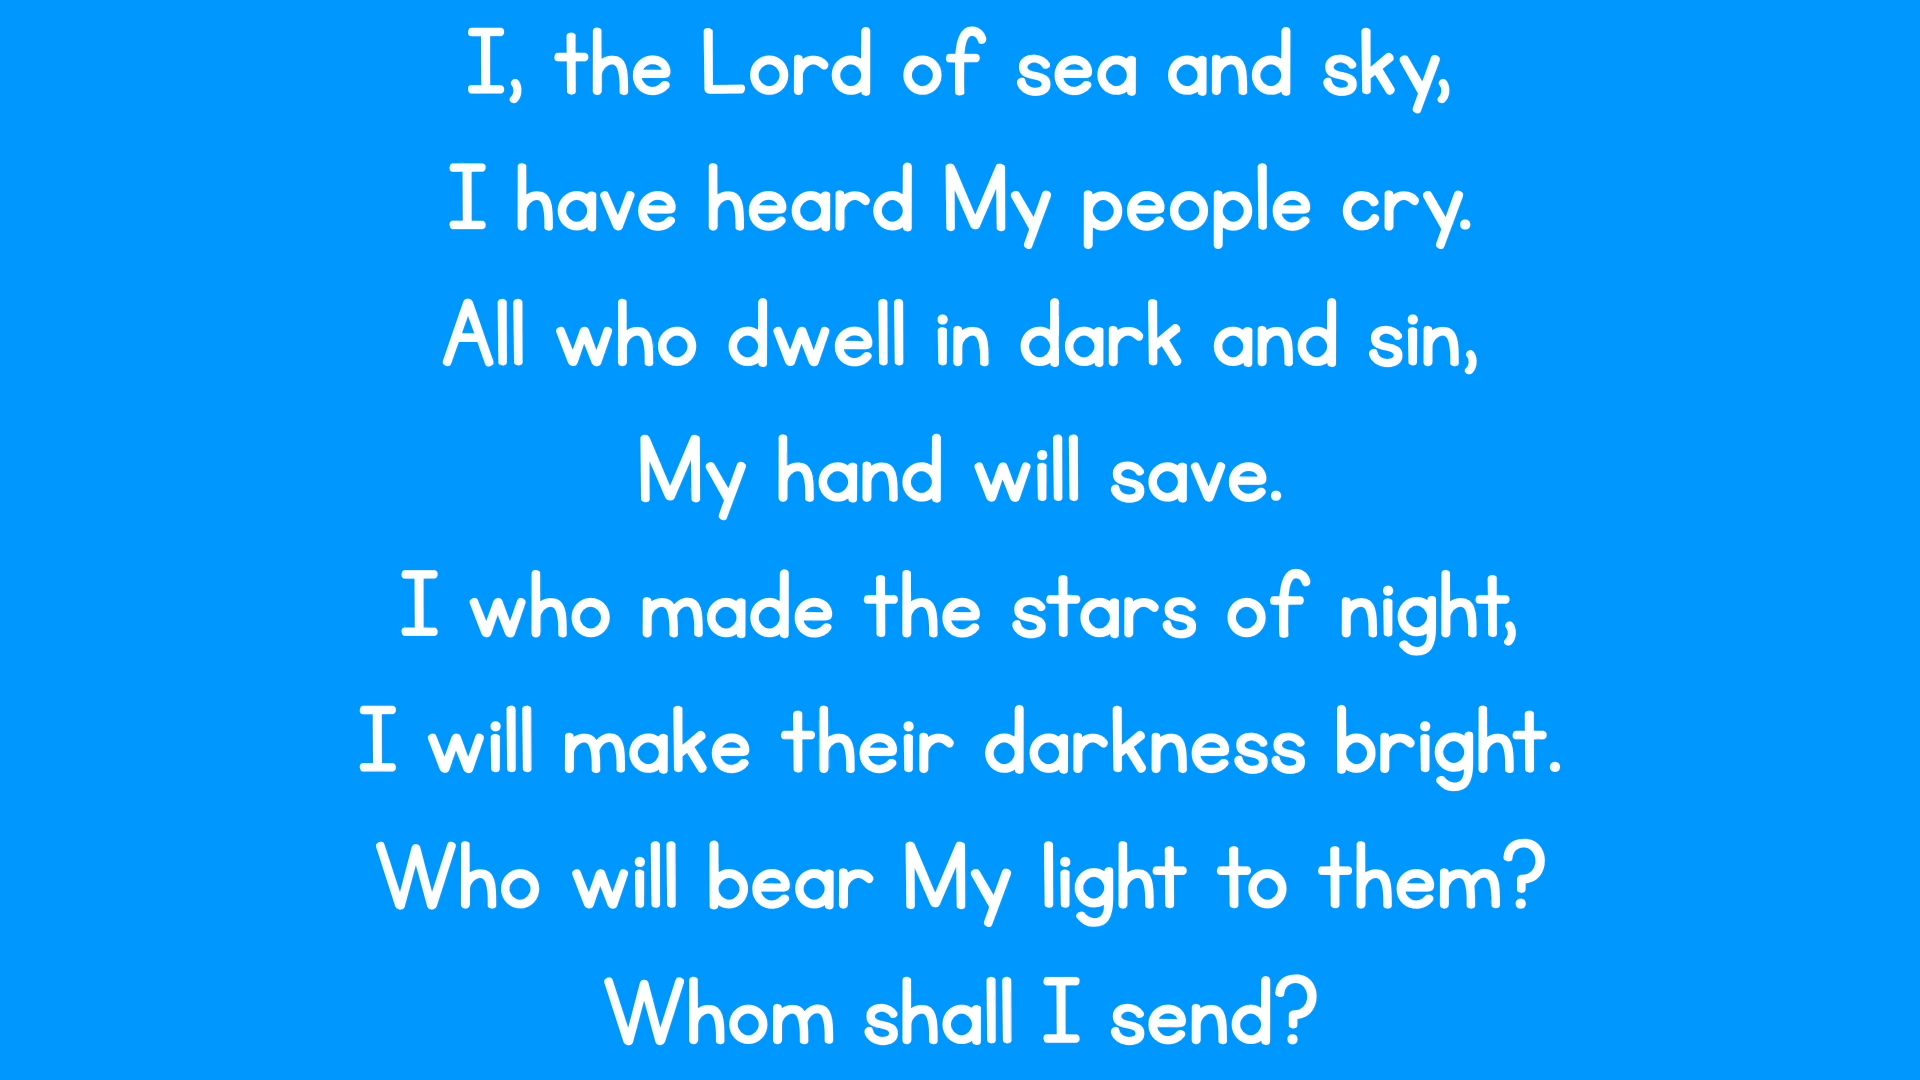 I, the Lord of sea and sky,
I have heard My people cry.
All who dwell in dark and sin,
My hand will save.
I who made the stars of night,
I will make their darkness bright.
Who will bear My light to them?
Whom shall I send?